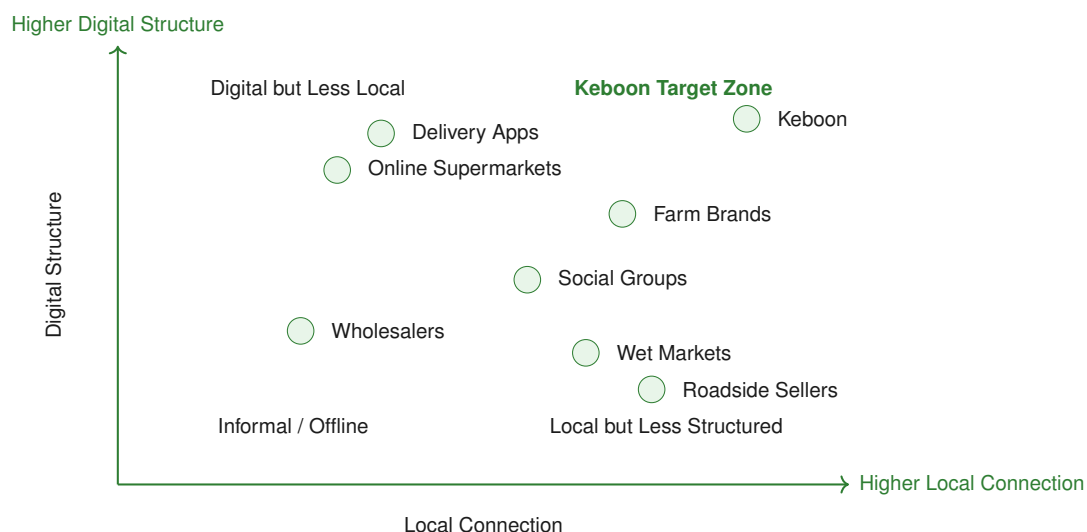 Higher Digital Structure
Digital but Less Local
Keboon Target Zone
Keboon
Delivery Apps
Online Supermarkets
Farm Brands
Digital Structure
Social Groups
Wholesalers
Wet Markets
Roadside Sellers
Informal / Offline
Local but Less Structured
Higher Local Connection
Local Connection